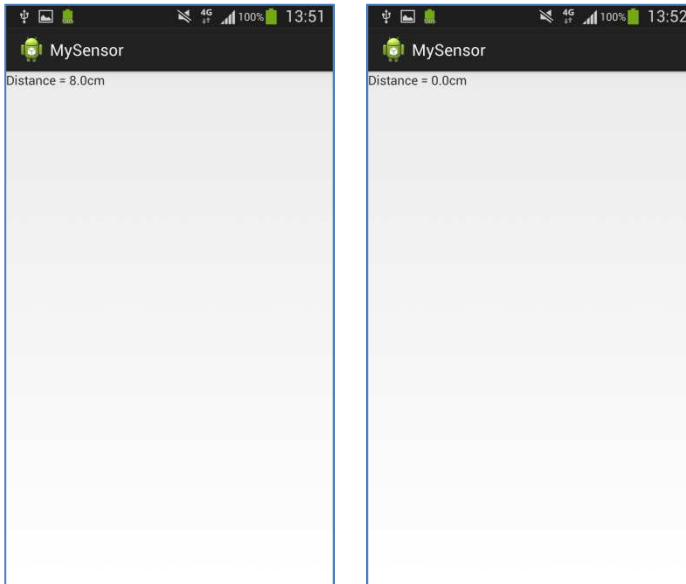 4G 100% 13:51
MySensor
Distance = 8.0cm
4G 100% 13:52
MySensor
Distance = 0.0cm